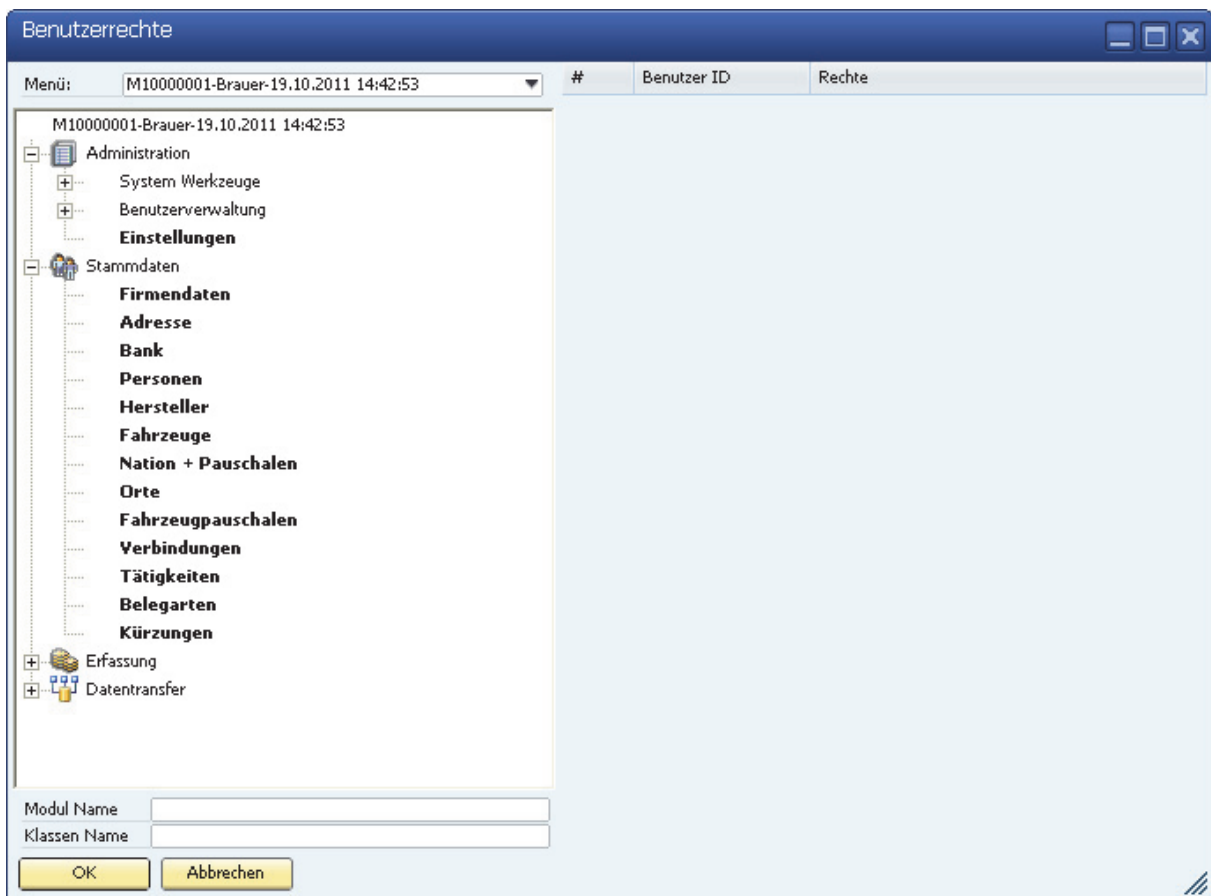 Benutzerrechte
Menü: M10000001-Brauer-19.10.2011 14:42:53
# Benutzer ID Rechte
M10000001-Brauer-19.10.2011 14:42:53
Administration
System Werkzeuge
Benutzerverwaltung
Einstellungen
Stammdaten
Firmendaten
Adresse
Bank
Personen
Hersteller
Fahrzeuge
Nation + Pauschalen
Orte
Fahrzeugpauschalen
Verbindungen
Tätigkeiten
Belegarten
Kürzungen
Erfassung
Datentransfer
Modul Name
Klassen Name
OK Abbrechen